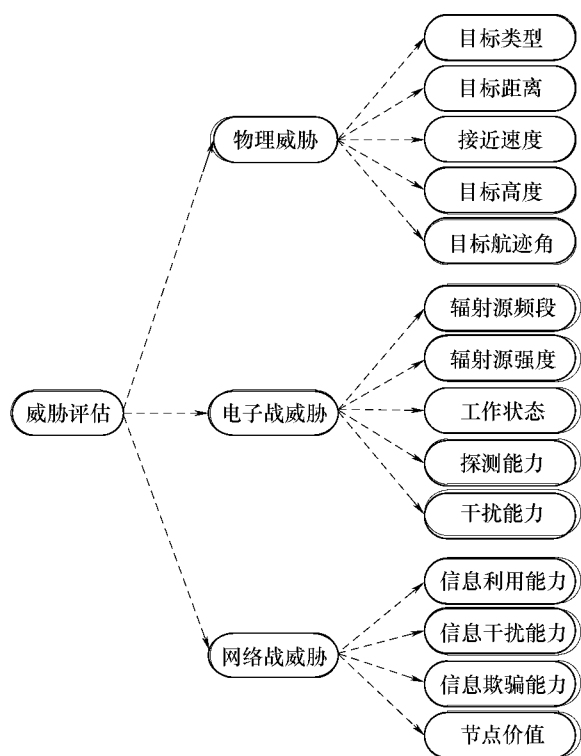 目标类型
目标距离
物理威胁
接近速度
目标高度
目标航迹角
辐射源频段
辐射源强度
威胁评估
电子战威胁
工作状态
探测能力
干扰能力
信息利用能力
信息干扰能力
网络战威胁
信息欺骗能力
节点价值